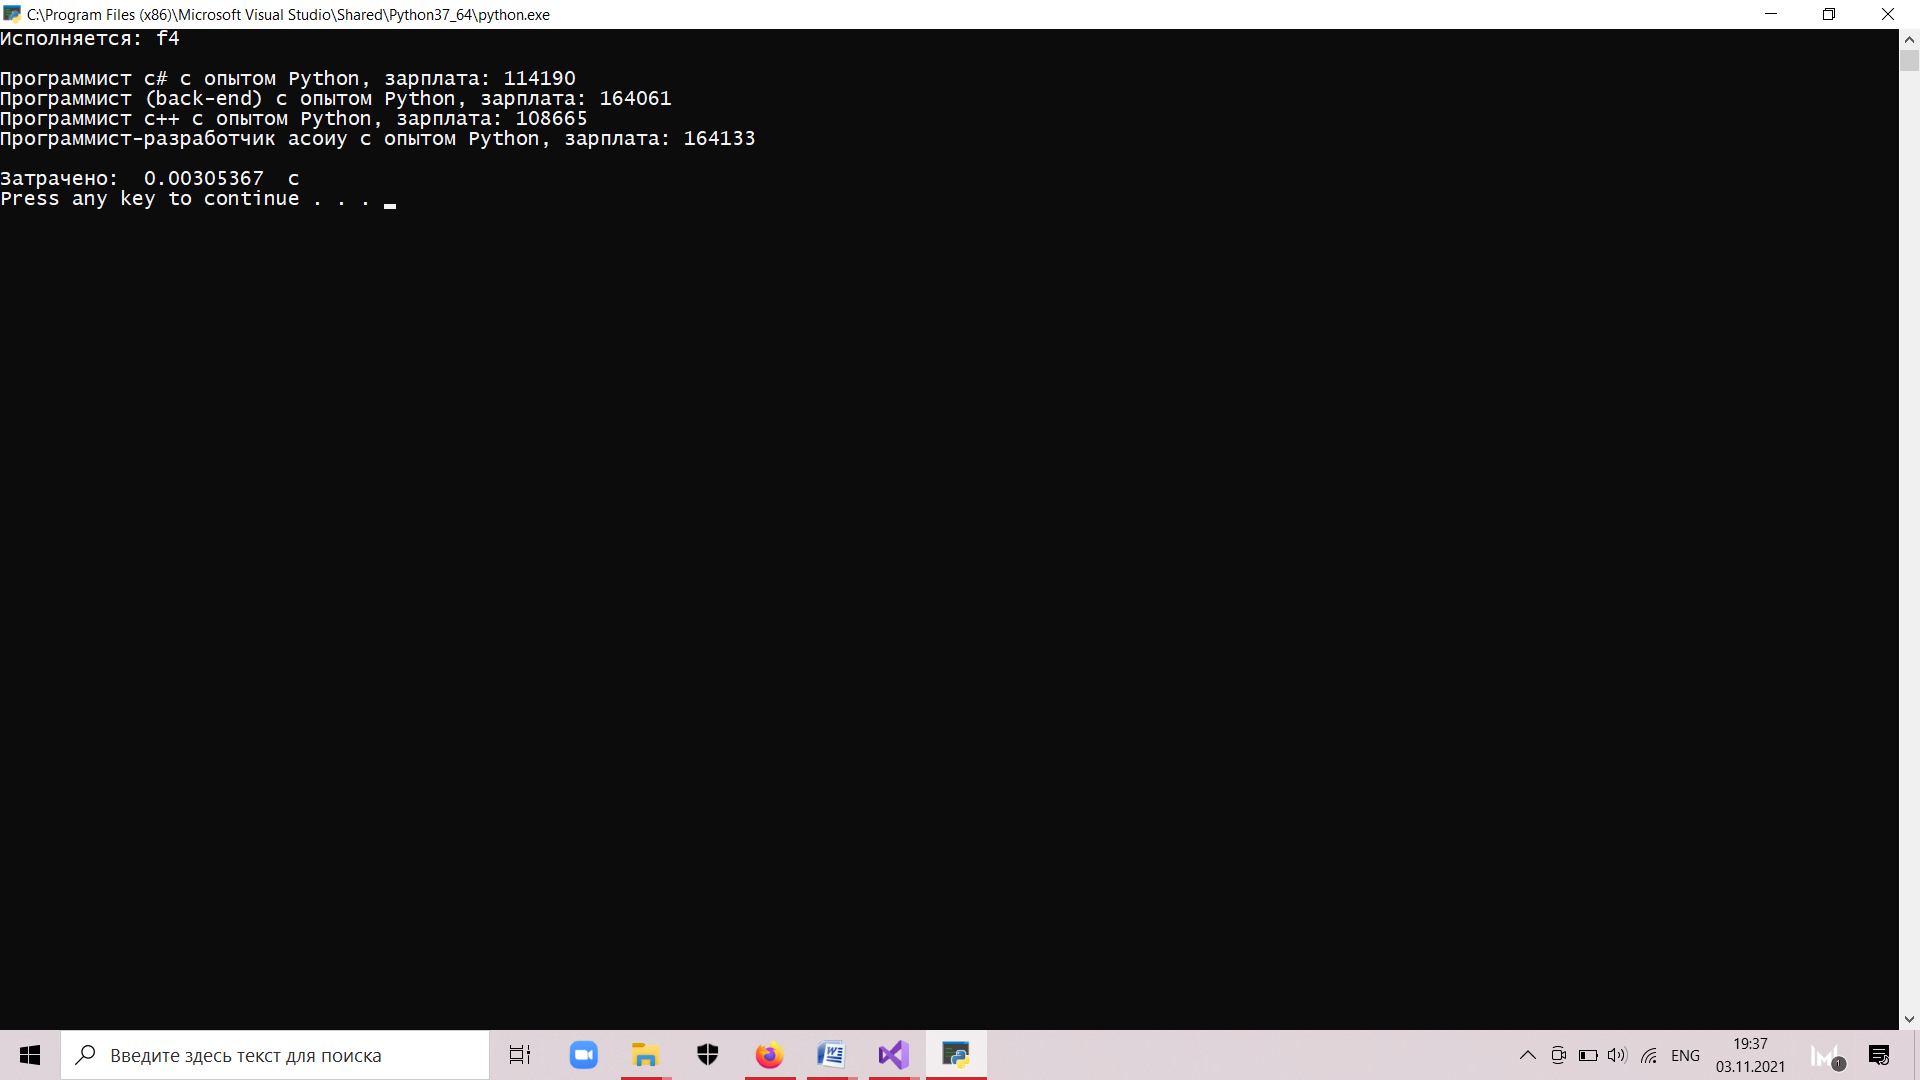 C:\Program Files (x86)\Microsoft Visual Studio\Shared\Python37_64\python.exe
Исполняется: f4
Программист c# с опытом Python, зарплата: 114190
Программист (back-end) с опытом Python, зарплата: 164061
Программист c++ с опытом Python, зарплата: 108665
Программист-разработчик асоиу с опытом Python, зарплата: 164133
Затрачено:  0.00305367  с
Press any key to continue . . .
Введите здесь текст для поиска
ENG
19:37
03.11.2021
1